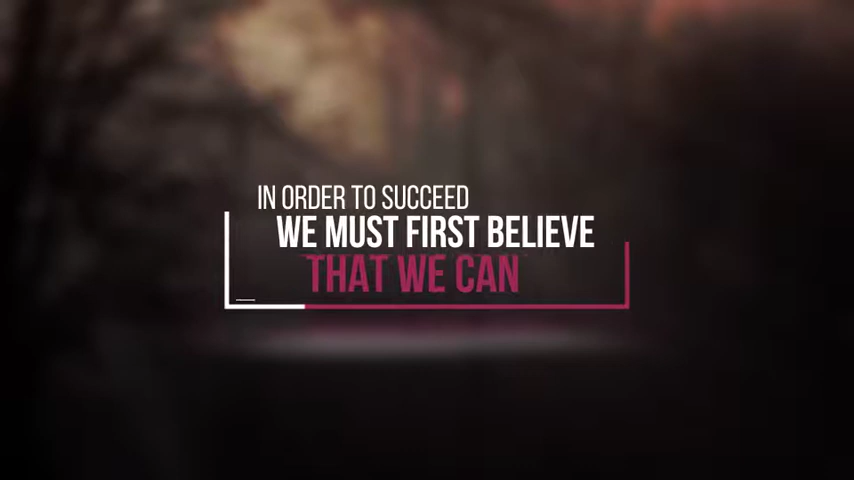 IN ORDER TO SUCCEED
WE MUST FIRST BELIEVE
THAT WE CAN